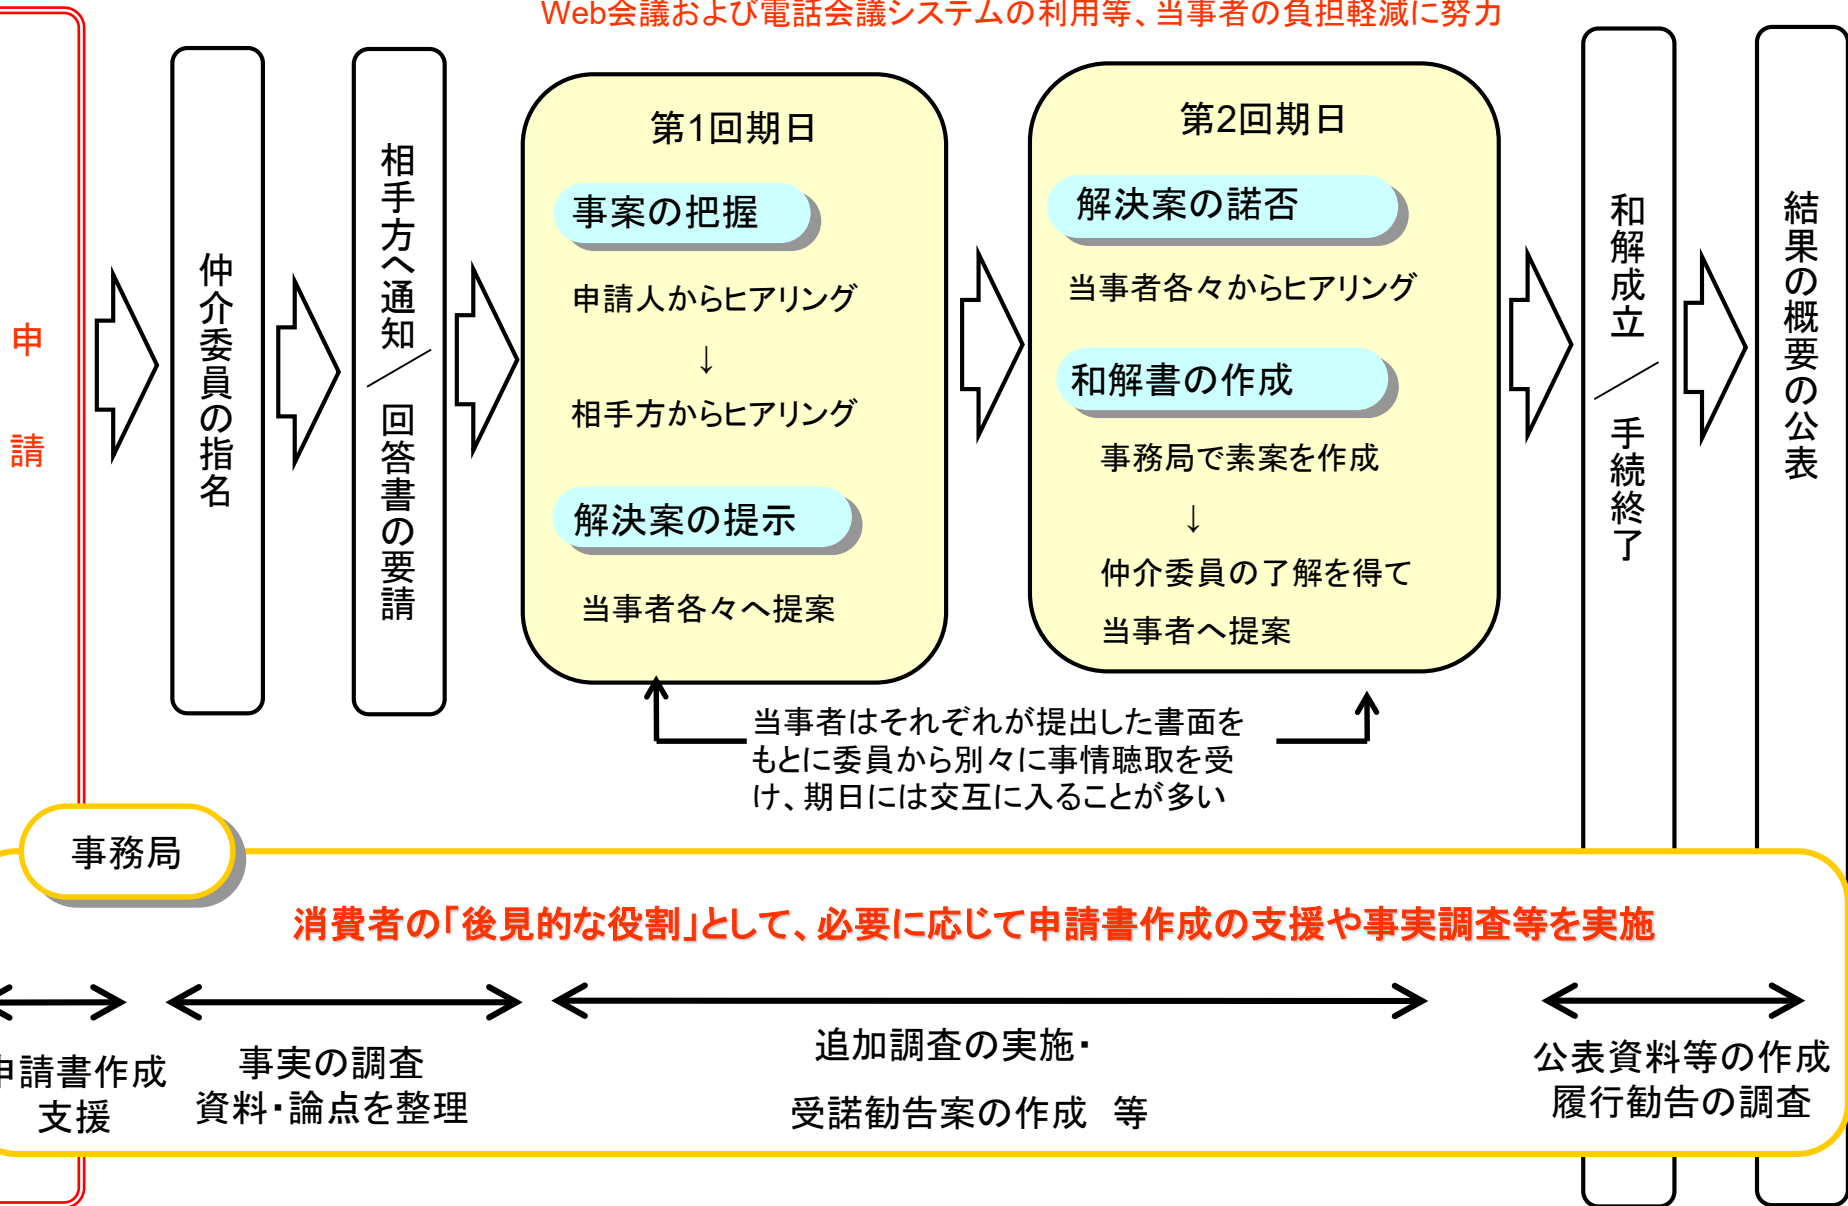 Web会議および電話会議システムの利用等、当事者の負担軽減に努力
申請
仲介委員の指名
相手方へ通知／回答書の要請
第1回期日
事案の把握
申請人からヒアリング
↓
相手方からヒアリング
解決案の提示
当事者各々へ提案
第2回期日
解決案の諾否
当事者各々からヒアリング
和解書の作成
事務局で素案を作成
↓
仲介委員の了解を得て
当事者へ提案
和解成立／手続終了
結果の概要の公表
当事者はそれぞれが提出した書面を
もとに委員から別々に事情聴取を受
け、期日には交互に入ることが多い
事務局
消費者の「後見的な役割」として、必要に応じて申請書作成の支援や事実調査等を実施
申請書作成
支援
事実の調査
資料・論点を整理
追加調査の実施・
受諾勧告案の作成　等
公表資料等の作成
履行勧告の調査